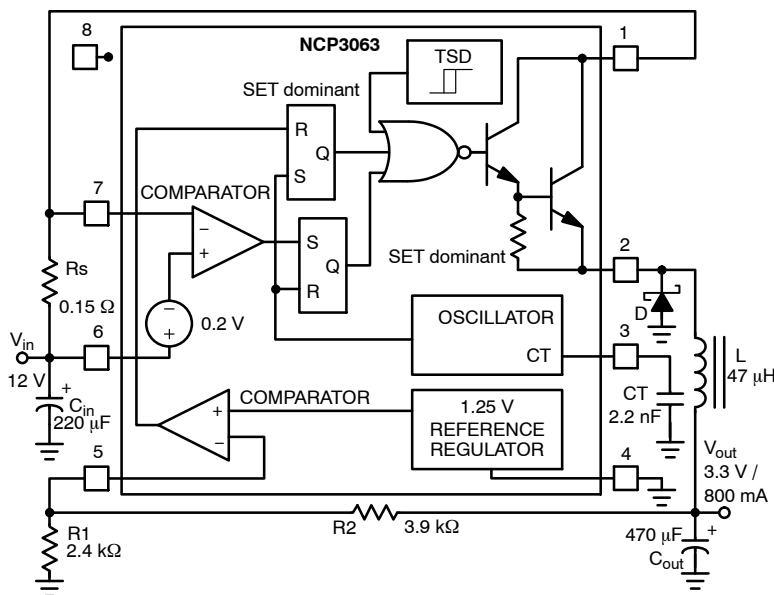 8
NCP3063
1
TSD
SET dominant
R
Q
S
7
COMPARATOR
−
+
S
Q
R
SET dominant
2
Rs
0.15 Ω
−
+
0.2 V
D
OSCILLATOR
CT
3
Vin
6
12 V
+
Cin
220 µF
L
47 µH
CT
2.2 nF
COMPARATOR
+
−
1.25 V
REFERENCE
REGULATOR
5
4
Vout
3.3 V /
800 mA
R1
2.4 kΩ
R2
3.9 kΩ
470 µF
+
Cout